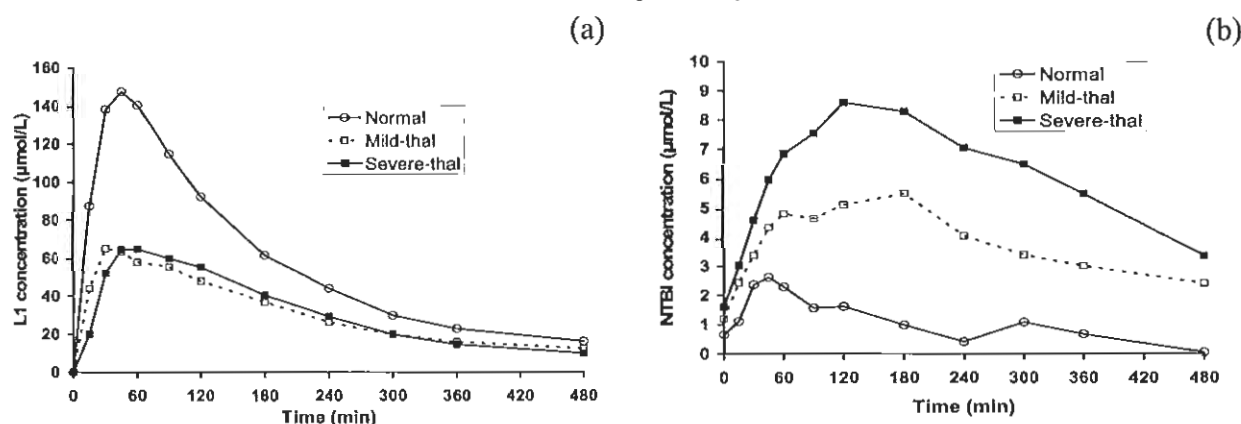 (a)
160
140
120
100
80
60
40
20
0
L1 concentration (µmol/L)
Normal
Mild-thal
Severe-thal
0 60 120 180 240 300 360 420 480
Time (min)
(b)
10
9
8
7
6
5
4
3
2
1
0
NTBI concentration (µmol/L)
Normal
Mild-thal
Severe-thal
0 60 120 180 240 300 360 420 480
Time (min)